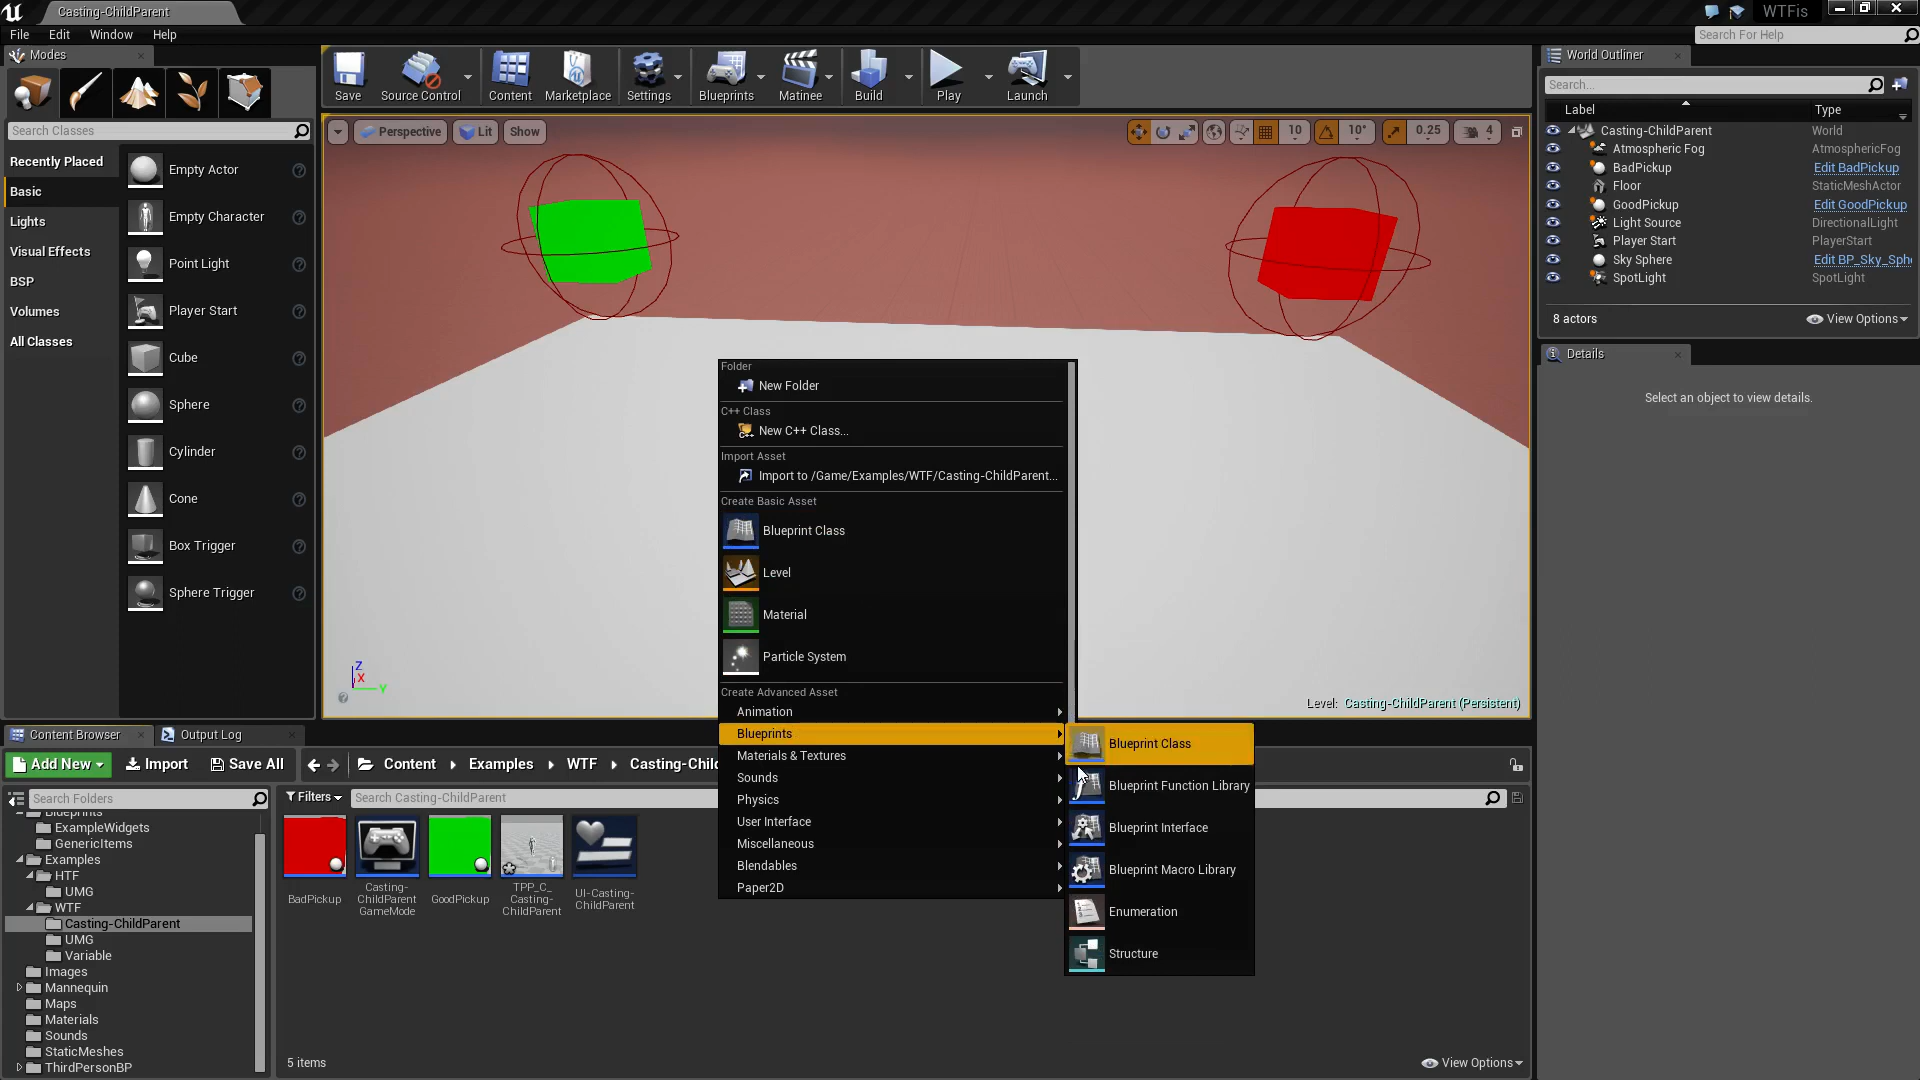 Casting-ChildParent
WTFis
File Edit Window Help
Search For Help
Modes
Search Classes
Recently Placed
Basic
Lights
Visual Effects
BSP
Volumes
All Classes
Empty Actor
Empty Character
Point Light
Player Start
Cube
Sphere
Cylinder
Cone
Box Trigger
Sphere Trigger
Save
Source Control
Content
Marketplace
Settings
Blueprints
Matinee
Build
Play
Launch
Perspective
Lit
Show
10
10°
0.25
4
Z
X
Y
Level: Casting-ChildParent (Persistent)
Folder
New Folder
C++ Class
New C++ Class...
Import Asset
Import to /Game/Examples/WTF/Casting-ChildParent...
Create Basic Asset
Blueprint Class
Level
Material
Particle System
Create Advanced Asset
Animation
Blueprints
Materials & Textures
Sounds
Physics
User Interface
Miscellaneous
Blendables
Paper2D
Blueprint Class
Blueprint Function Library
Blueprint Interface
Blueprint Macro Library
Enumeration
Structure
World Outliner
Search...
Label Type
Casting-ChildParent World
Atmospheric Fog AtmosphericFog
BadPickup Edit BadPickup
Floor StaticMeshActor
GoodPickup Edit GoodPickup
Light Source DirectionalLight
Player Start PlayerStart
Sky Sphere Edit BP_Sky_Sph
SpotLight SpotLight
8 actors
View Options
Details
Select an object to view details.
Content Browser
Output Log
Add New
Import
Save All
Content
Examples
WTF
Casting-Chil
Search Folders
Blueprints
ExampleWidgets
GenericItems
Examples
HTF
UMG
WTF
Casting-ChildParent
UMG
Variable
Images
Mannequin
Maps
Materials
Sounds
StaticMeshes
ThirdPersonBP
Filters
Search Casting-ChildParent
BadPickup
Casting-
ChildParent
GameMode
GoodPickup
TPP_C_
Casting-
ChildParent
UI-Casting-
ChildParent
5 items
View Options